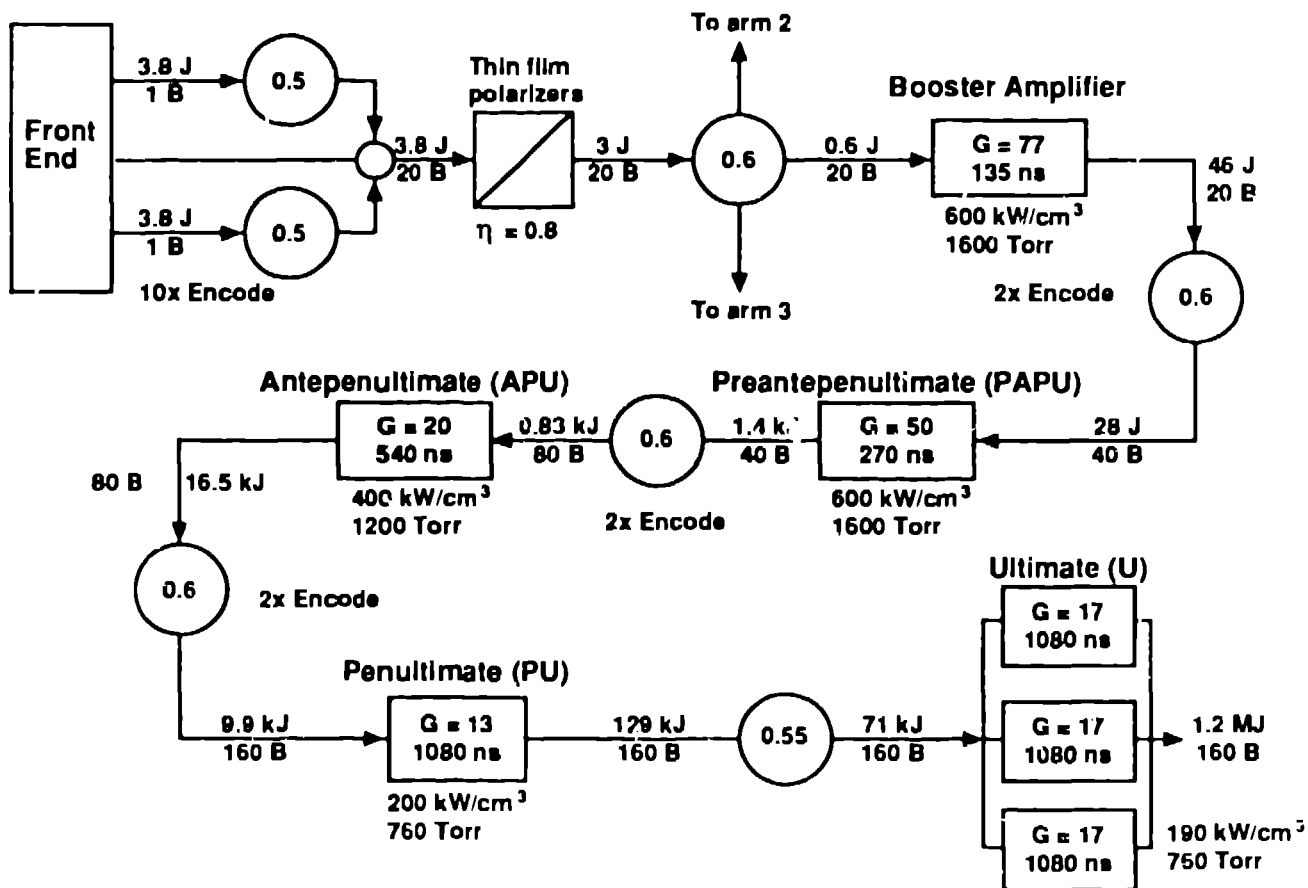 Front
End
3.8 J
1 B
0.5
3.8 J
1 B
0.5
10x Encode
3.8 J
20 B
Thin film
polarizers
η = 0.8
3 J
20 B
To arm 2
0.6
To arm 3
0.6 J
20 B
Booster Amplifier
G = 77
135 ns
600 kW/cm³
1600 Torr
46 J
20 B
2x Encode
0.6
28 J
40 B
Preantepenultimate (PAPU)
G = 50
270 ns
600 kW/cm³
1600 Torr
1.4
40 B
0.6
2x Encode
0.83 kJ
80 B
Antepenultimate (APU)
G = 20
540 ns
400 kW/cm³
1200 Torr
80 B
16.5 kJ
0.6
2x Encode
9.9 kJ
160 B
Penultimate (PU)
G = 13
1080 ns
200 kW/cm³
760 Torr
129 kJ
160 B
0.55
71 kJ
160 B
Ultimate (U)
G = 17
1080 ns
G = 17
1080 ns
G = 17
1080 ns
1.2 MJ
160 B
190 kW/cm³
750 Torr